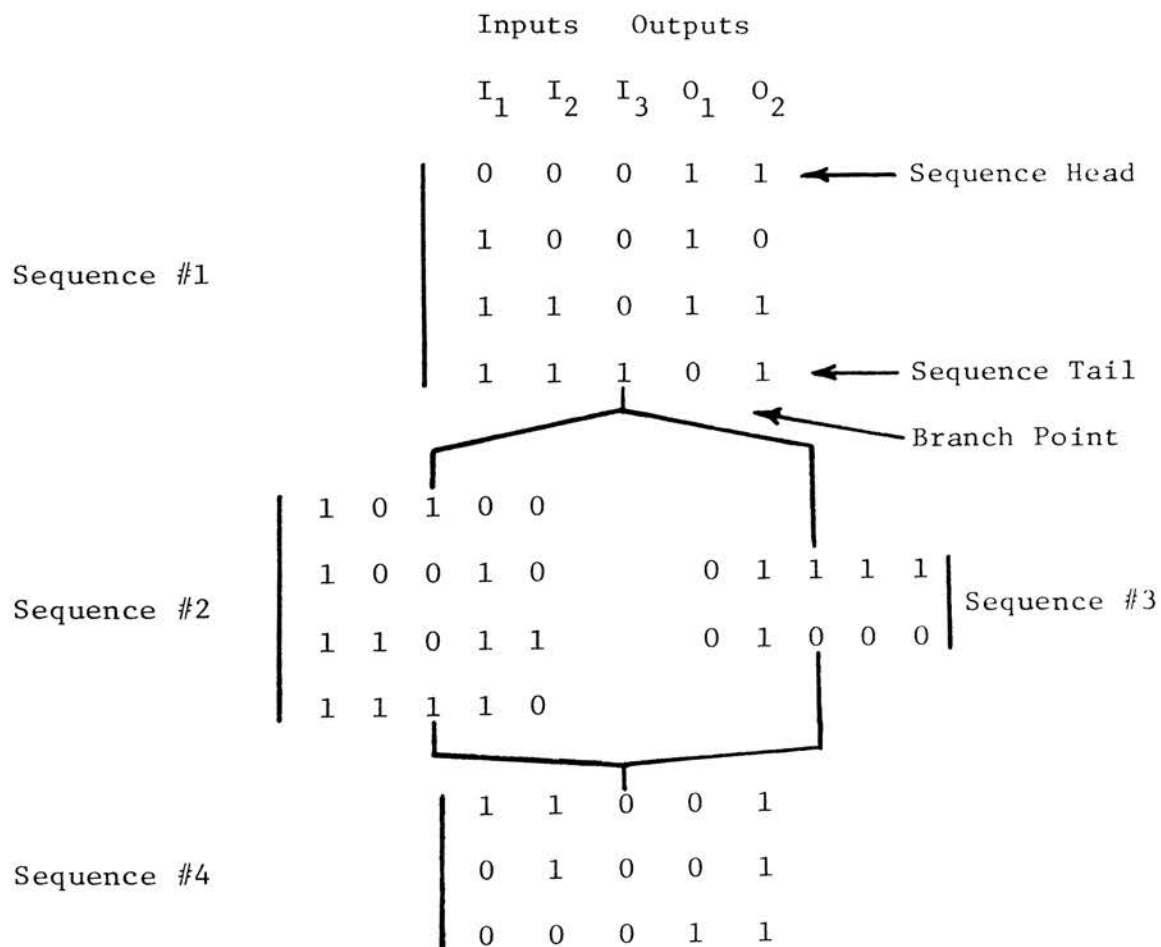 Inputs Outputs
I1 I2 I3 O1 O2
0 0 0 1 1 Sequence Head
1 0 0 1 0
Sequence #1
1 1 0 1 1
1 1 1 0 1 Sequence Tail
Branch Point
1 0 1 0 0
1 0 0 1 0 0 1 1 1 1
Sequence #2 Sequence #3
1 1 0 1 1 0 1 0 0 0
1 1 1 1 0
1 1 0 0 1
Sequence #4 0 1 0 0 1
0 0 0 1 1